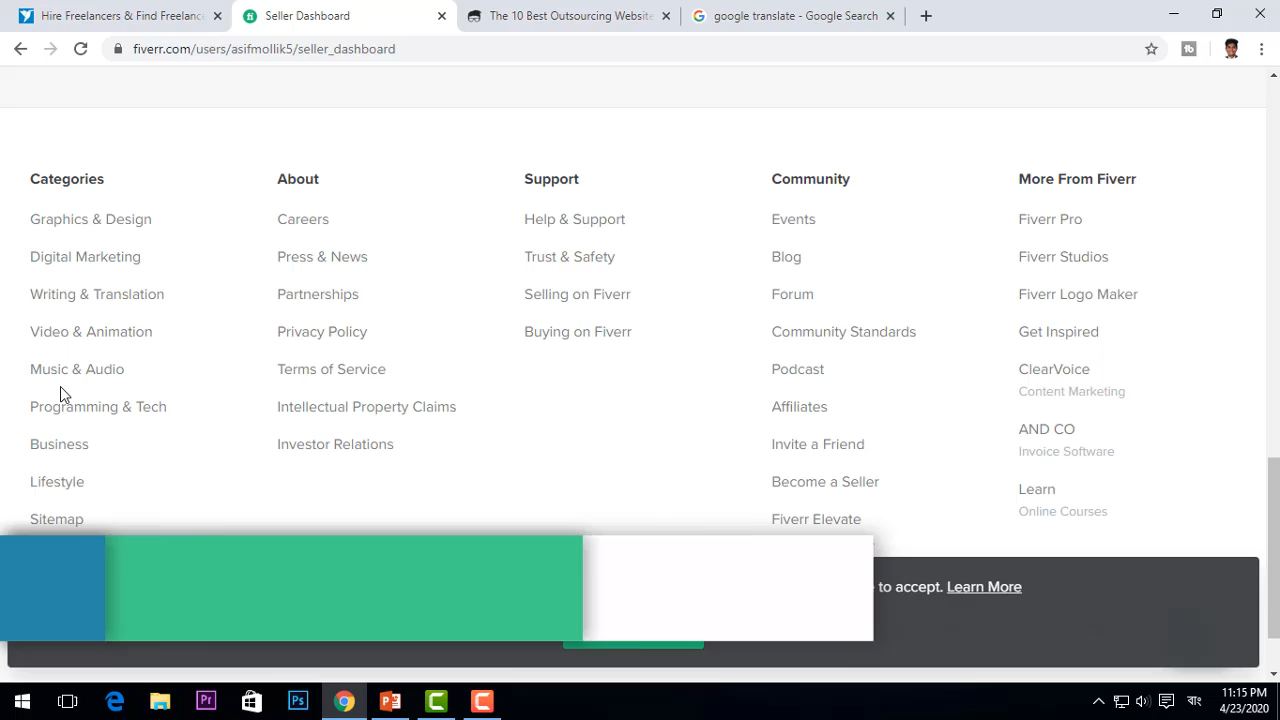 Hire Freelancers & Find Freelanc
Seller Dashboard
The 10 Best Outsourcing Website
google translate - Google Search
fiverr.com/users/asifmollik5/seller_dashboard
Categories
Graphics & Design
Digital Marketing
Writing & Translation
Video & Animation
Music & Audio
Programming & Tech
Business
Lifestyle
Sitemap
About
Careers
Press & News
Partnerships
Privacy Policy
Terms of Service
Intellectual Property Claims
Investor Relations
Support
Help & Support
Trust & Safety
Selling on Fiverr
Buying on Fiverr
Community
Events
Blog
Forum
Community Standards
Podcast
Affiliates
Invite a Friend
Become a Seller
Fiverr Elevate
More From Fiverr
Fiverr Pro
Fiverr Studios
Fiverr Logo Maker
Get Inspired
ClearVoice
Content Marketing
AND CO
Invoice Software
Learn
Online Courses
to accept. Learn More
বাং
11:15 PM
4/23/2020